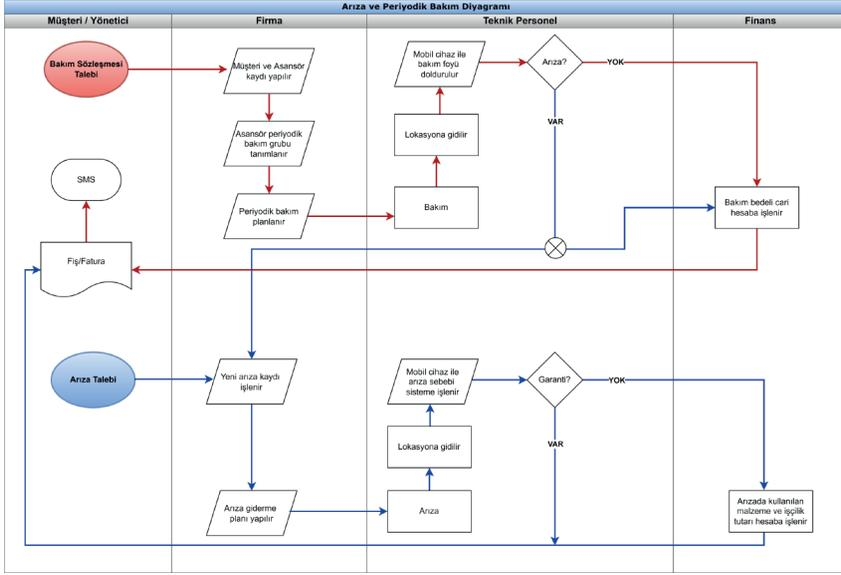 Arıza ve Periyodik Bakım Diyagramı
Müşteri / Yönetici
Firma
Teknik Personel
Finans
Bakım Sözleşmesi
Talebi
Müşteri ve Asansör
kaydı yapılır
Mobil cihaz ile
bakım foyü
doldurulur
Arıza?
YOK
VAR
Asansör periyodik
bakım grubu
tanımlanır
Lokasyona gidilir
SMS
Periyodik bakım
planlanır
Bakım
Bakım bedeli cari
hesaba işlenir
Fiş/Fatura
Arıza Talebi
Yeni arıza kaydı
işlenir
Mobil cihaz ile
arıza sebebi
sisteme işlenir
Garanti?
YOK
VAR
Lokasyona gidilir
Arıza giderme
planı yapılır
Arıza
Arızada kullanılan
malzeme ve işçilik
tutarı hesaba işlenir